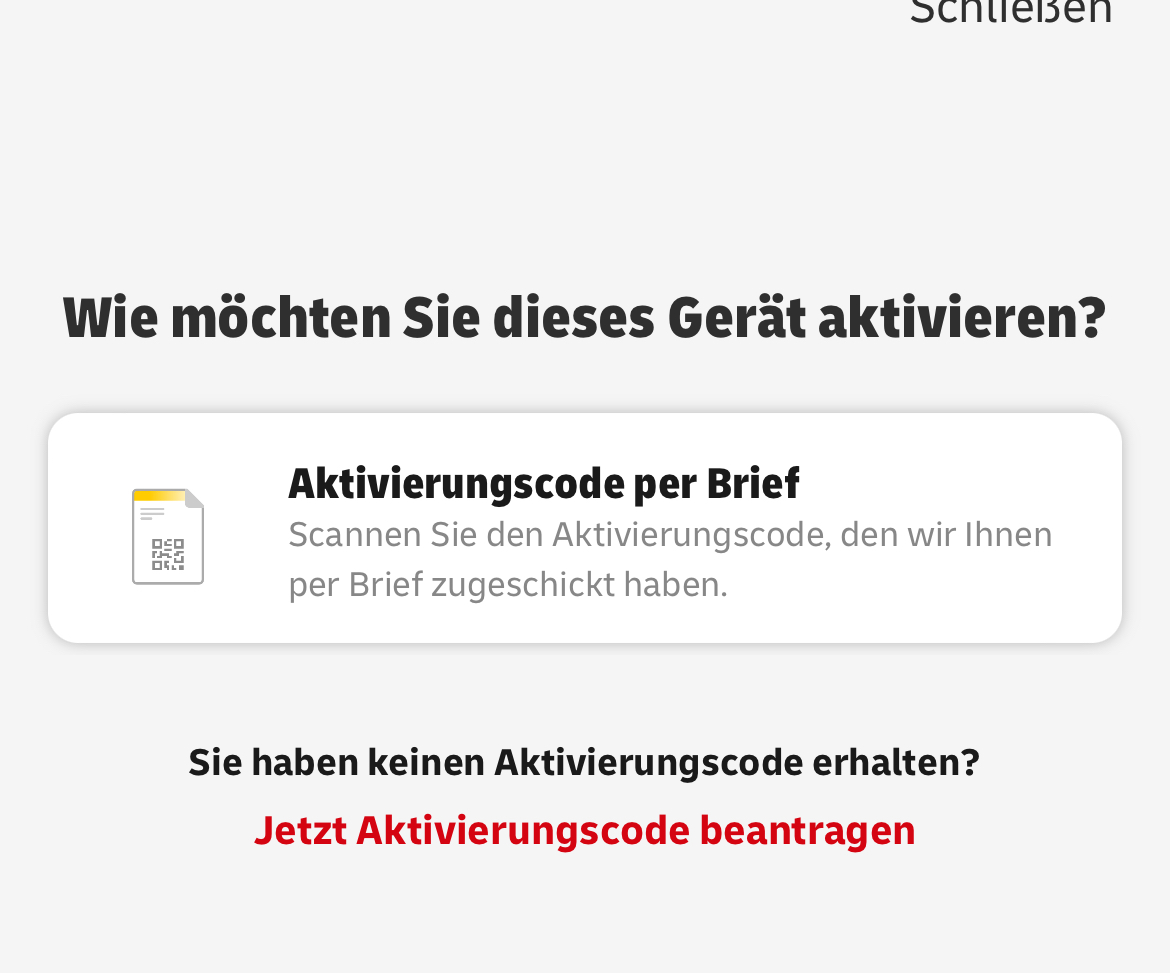 Schließen
Wie möchten Sie dieses Gerät aktivieren?
Aktivierungscode per Brief
Scannen Sie den Aktivierungscode, den wir Ihnen
per Brief zugeschickt haben.
Sie haben keinen Aktivierungscode erhalten?
Jetzt Aktivierungscode beantragen